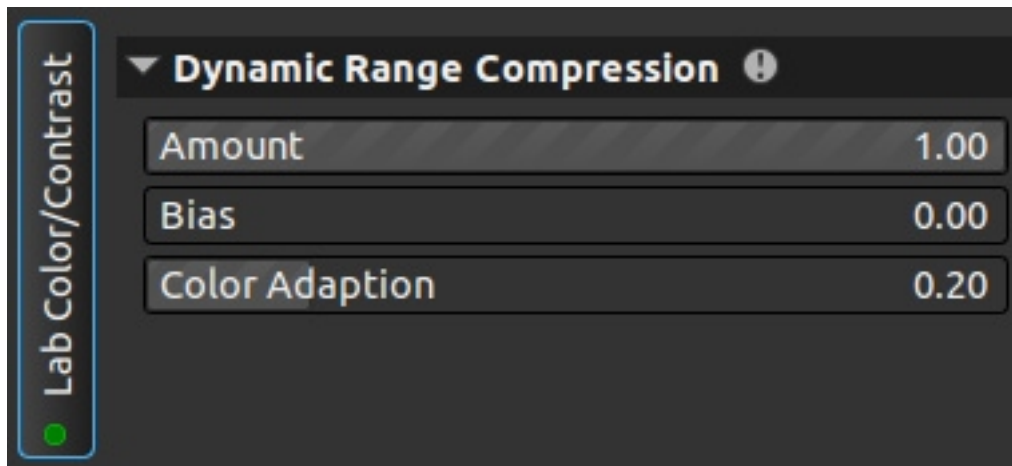 Lab Color/Contrast
Dynamic Range Compression
Amount 1.00
Bias 0.00
Color Adaption 0.20